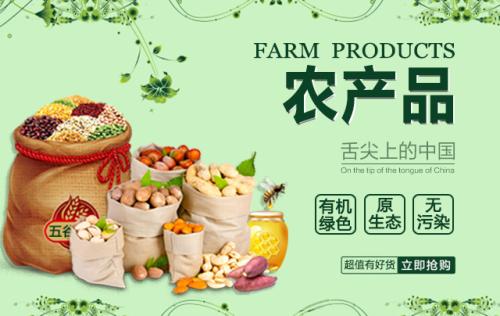 FARM PRODUCTS
农产品
舌尖上的中国
On the tip of the tongue of China
有机
绿色
原
生态
无
污染
超值有好货 立即抢购
五谷